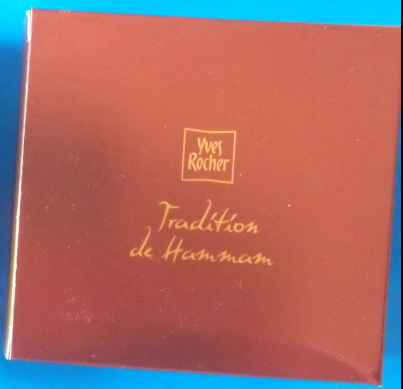 Yves
Rocher
Tradition
de Hammam